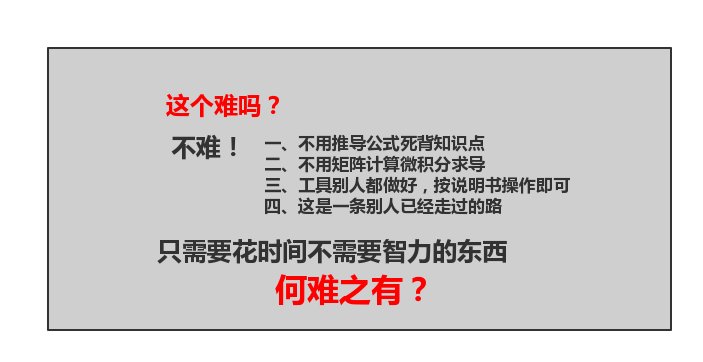 这个难吗？
不难！
一、不用推导公式死背知识点
二、不用矩阵计算微积分求导
三、工具别人都做好，按说明书操作即可
四、这是一条别人已经走过的路
只需要花时间不需要智力的东西
何难之有？